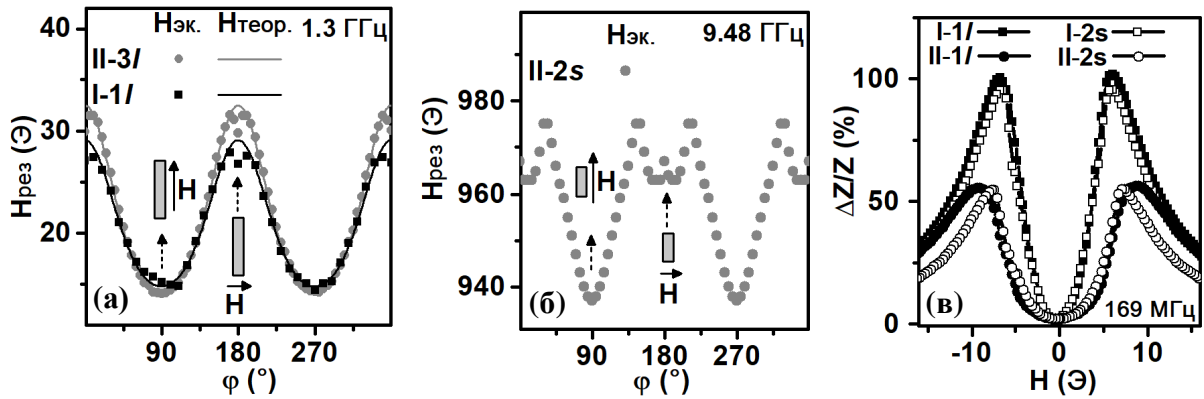 Hэк. Hтеор. 1.3 ГГц
II-3l
I-1l
40
30
20
Hрез (Э)
H
H
(а)
90 180 270
φ (°)
Hэк. 9.48 ГГц
II-2s
980
960
940
Hрез (Э)
H
H
(б)
90 180 270
φ (°)
I-1l I-2s
II-1l II-2s
100
50
0
ΔZ/Z (%)
(в)
169 МГц
-10 0 10
H (Э)